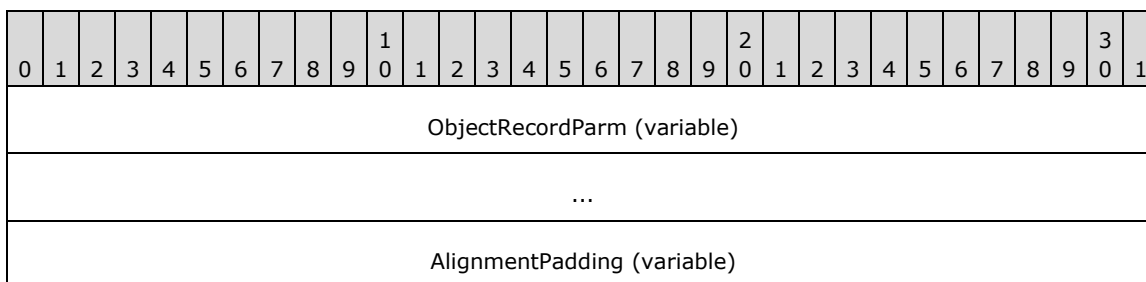 1 2 3
0 1 2 3 4 5 6 7 8 9 0 1 2 3 4 5 6 7 8 9 0 1 2 3 4 5 6 7 8 9 0 1
ObjectRecordParm (variable)
...
AlignmentPadding (variable)